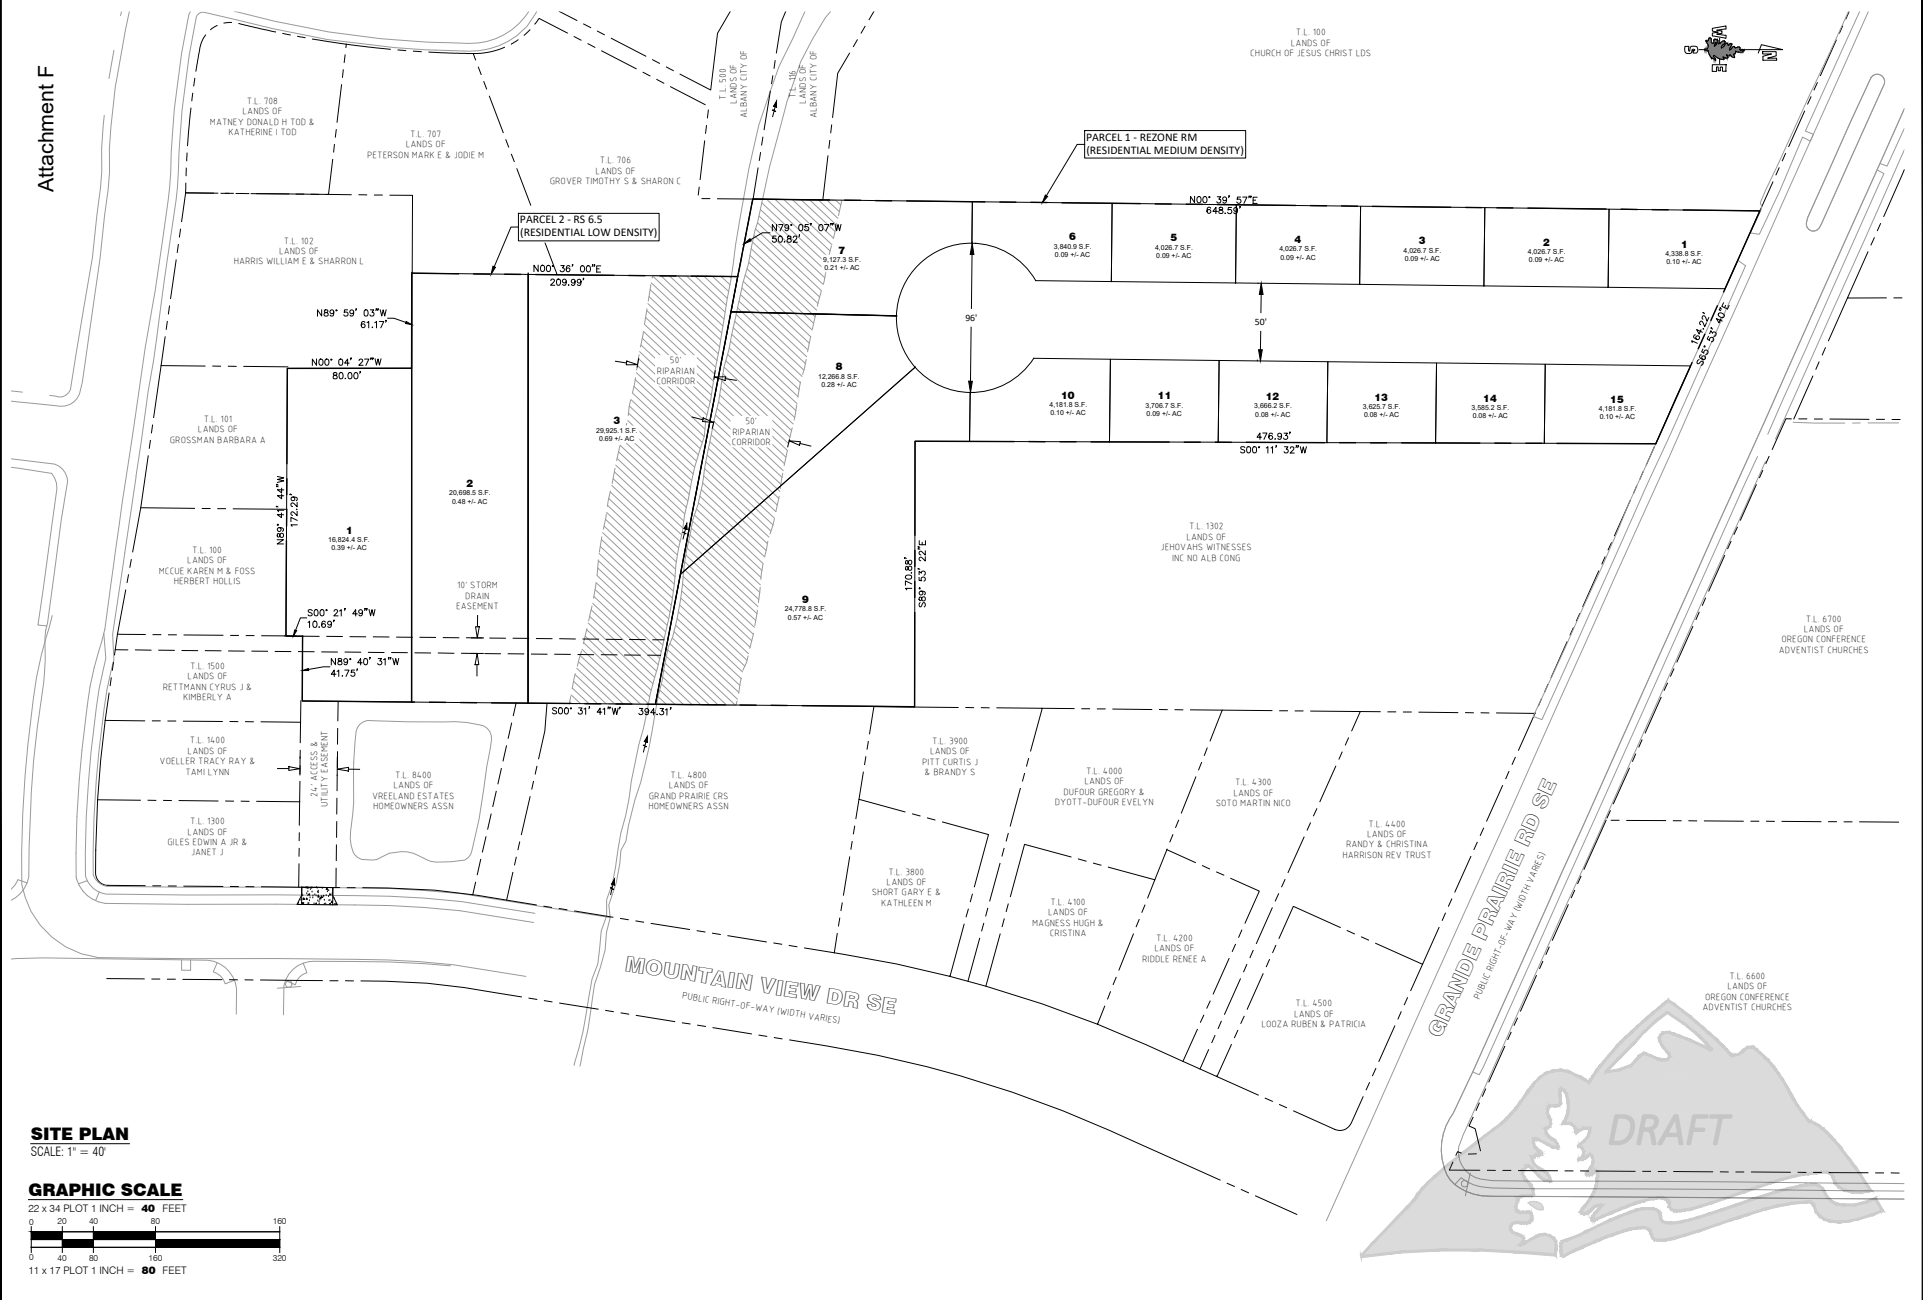 Attachment F
T.L. 708
LANDS OF
MATNEY DONALD H TOD &
KATHERINE I TOD
T.L. 707
LANDS OF
PETERSON MARK E & JODIE M
T.L. 706
LANDS OF
GROVER TIMOTHY S & SHARON C
T.L. 500
LANDS OF
ALBANY CITY OF
T.L. 116
LANDS OF
ALBANY CITY OF
T.L. 100
LANDS OF
CHURCH OF JESUS CHRIST LDS
S
W
E
N
PARCEL 1 - REZONE RM
(RESIDENTIAL MEDIUM DENSITY)
PARCEL 2 - RS 6.5
(RESIDENTIAL LOW DENSITY)
T.L. 102
LANDS OF
HARRIS WILLIAM E & SHARRON L
N00° 36' 00"E
209.99'
N79° 05' 07"W
50.82'
N00° 39' 57"E
648.59'
7
9,127.3 S.F.
0.21 +/- AC
6
3,840.9 S.F.
0.09 +/- AC
5
4,026.7 S.F.
0.09 +/- AC
4
4,026.7 S.F.
0.09 +/- AC
3
4,026.7 S.F.
0.09 +/- AC
2
4,026.7 S.F.
0.09 +/- AC
1
4,338.8 S.F.
0.10 +/- AC
N89° 59' 03"W
61.17'
96'
50'
164.22'
S65° 53' 40"E
N00° 04' 27"W
80.00'
50'
RIPARIAN
CORRIDOR
50'
RIPARIAN
CORRIDOR
8
12,266.8 S.F.
0.28 +/- AC
10
4,181.8 S.F.
0.10 +/- AC
11
3,706.7 S.F.
0.09 +/- AC
12
3,666.2 S.F.
0.08 +/- AC
13
3,625.7 S.F.
0.08 +/- AC
14
3,585.2 S.F.
0.08 +/- AC
15
4,181.8 S.F.
0.10 +/- AC
476.93'
S00° 11' 32"W
T.L. 101
LANDS OF
GROSSMAN BARBARA A
3
29,925.1 S.F.
0.69 +/- AC
N89° 41' 44"W
172.29'
2
20,698.5 S.F.
0.48 +/- AC
1
16,824.4 S.F.
0.39 +/- AC
T.L. 100
LANDS OF
MCCUE KAREN M & FOSS
HERBERT HOLLIS
10' STORM
DRAIN
EASEMENT
9
24,778.8 S.F.
0.57 +/- AC
170.88'
S89° 53' 22"E
T.L. 1302
LANDS OF
JEHOVAHS WITNESSES
INC NO ALB CONG
S00° 21' 49"W
10.69'
N89° 40' 31"W
41.75'
T.L. 1500
LANDS OF
RETTMANN CYRUS J &
KIMBERLY A
S00° 31' 41"W 394.31'
T.L. 6700
LANDS OF
OREGON CONFERENCE
ADVENTIST CHURCHES
T.L. 1400
LANDS OF
VOELLER TRACY RAY &
TAMI LYNN
24' ACCESS &
UTILITY EASEMENT
T.L. 8400
LANDS OF
VREELAND ESTATES
HOMEOWNERS ASSN
T.L. 4800
LANDS OF
GRAND PRAIRIE CRS
HOMEOWNERS ASSN
T.L. 3900
LANDS OF
PITT CURTIS J
& BRANDY S
T.L. 4000
LANDS OF
DUFOUR GREGORY &
DYOTT-DUFOUR EVELYN
T.L. 4300
LANDS OF
SOTO MARTIN NICO
T.L. 4400
LANDS OF
RANDY & CHRISTINA
HARRISON REV TRUST
T.L. 1300
LANDS OF
GILES EDWIN A JR &
JANET J
T.L. 3800
LANDS OF
SHORT GARY E &
KATHLEEN M
T.L. 4100
LANDS OF
MAGNESS HUGH &
CRISTINA
T.L. 4200
LANDS OF
RIDDLE RENEE A
T.L. 4500
LANDS OF
LOOZA RUBEN & PATRICIA
GRANDE PRAIRIE RD SE
PUBLIC RIGHT-OF-WAY (WIDTH VARIES)
MOUNTAIN VIEW DR SE
PUBLIC RIGHT-OF-WAY (WIDTH VARIES)
T.L. 6600
LANDS OF
OREGON CONFERENCE
ADVENTIST CHURCHES
DRAFT
SITE PLAN
SCALE: 1" = 40'
GRAPHIC SCALE
22 x 34 PLOT 1 INCH = 40 FEET
0 20 40 80 160
0 40 80 160 320
11 x 17 PLOT 1 INCH = 80 FEET